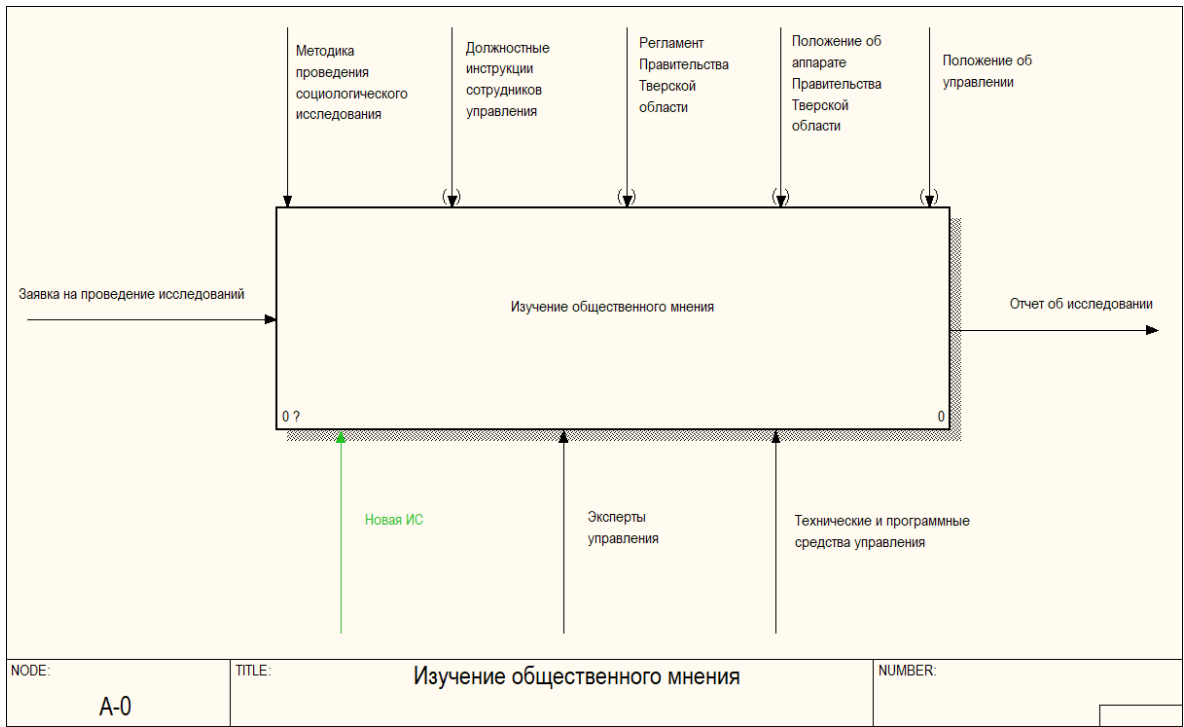 Методика
проведения
социологического
исследования
Должностные
инструкции
сотрудников
управления
Регламент
Правительства
Тверской
области
Положение об
аппарате
Правительства
Тверской
области
Положение об
управлении
Заявка на проведение исследований
Изучение общественного мнения
Отчет об исследовании
0 ?
0
Новая ИС
Эксперты
управления
Технические и программные
средства управления
NODE:
A-0
TITLE:
Изучение общественного мнения
NUMBER: